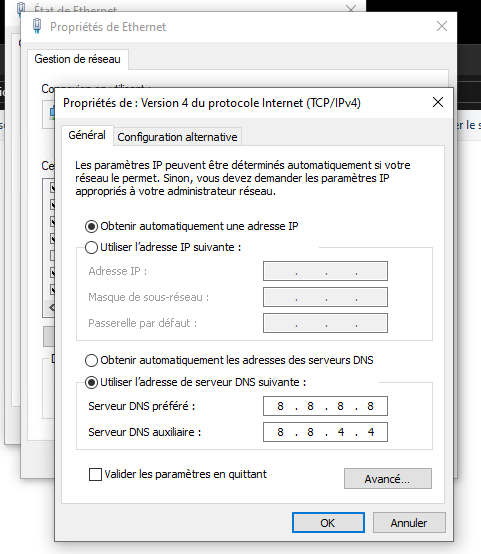 État de Ethernet
Propriétés de Ethernet
Gestion de réseau
Propriétés de : Version 4 du protocole Internet (TCP/IPv4)
Général
Configuration alternative
Les paramètres IP peuvent être déterminés automatiquement si votre
réseau le permet. Sinon, vous devez demander les paramètres IP
appropriés à votre administrateur réseau.
Obtenir automatiquement une adresse IP
Utiliser l'adresse IP suivante :
Adresse IP :
. . .
Masque de sous-réseau :
. . .
Passerelle par défaut :
. . .
Obtenir automatiquement les adresses des serveurs DNS
Utiliser l'adresse de serveur DNS suivante :
Serveur DNS préféré :
8 . 8 . 8 . 8
Serveur DNS auxiliaire :
8 . 8 . 4 . 4
Valider les paramètres en quittant
Avancé...
OK
Annuler